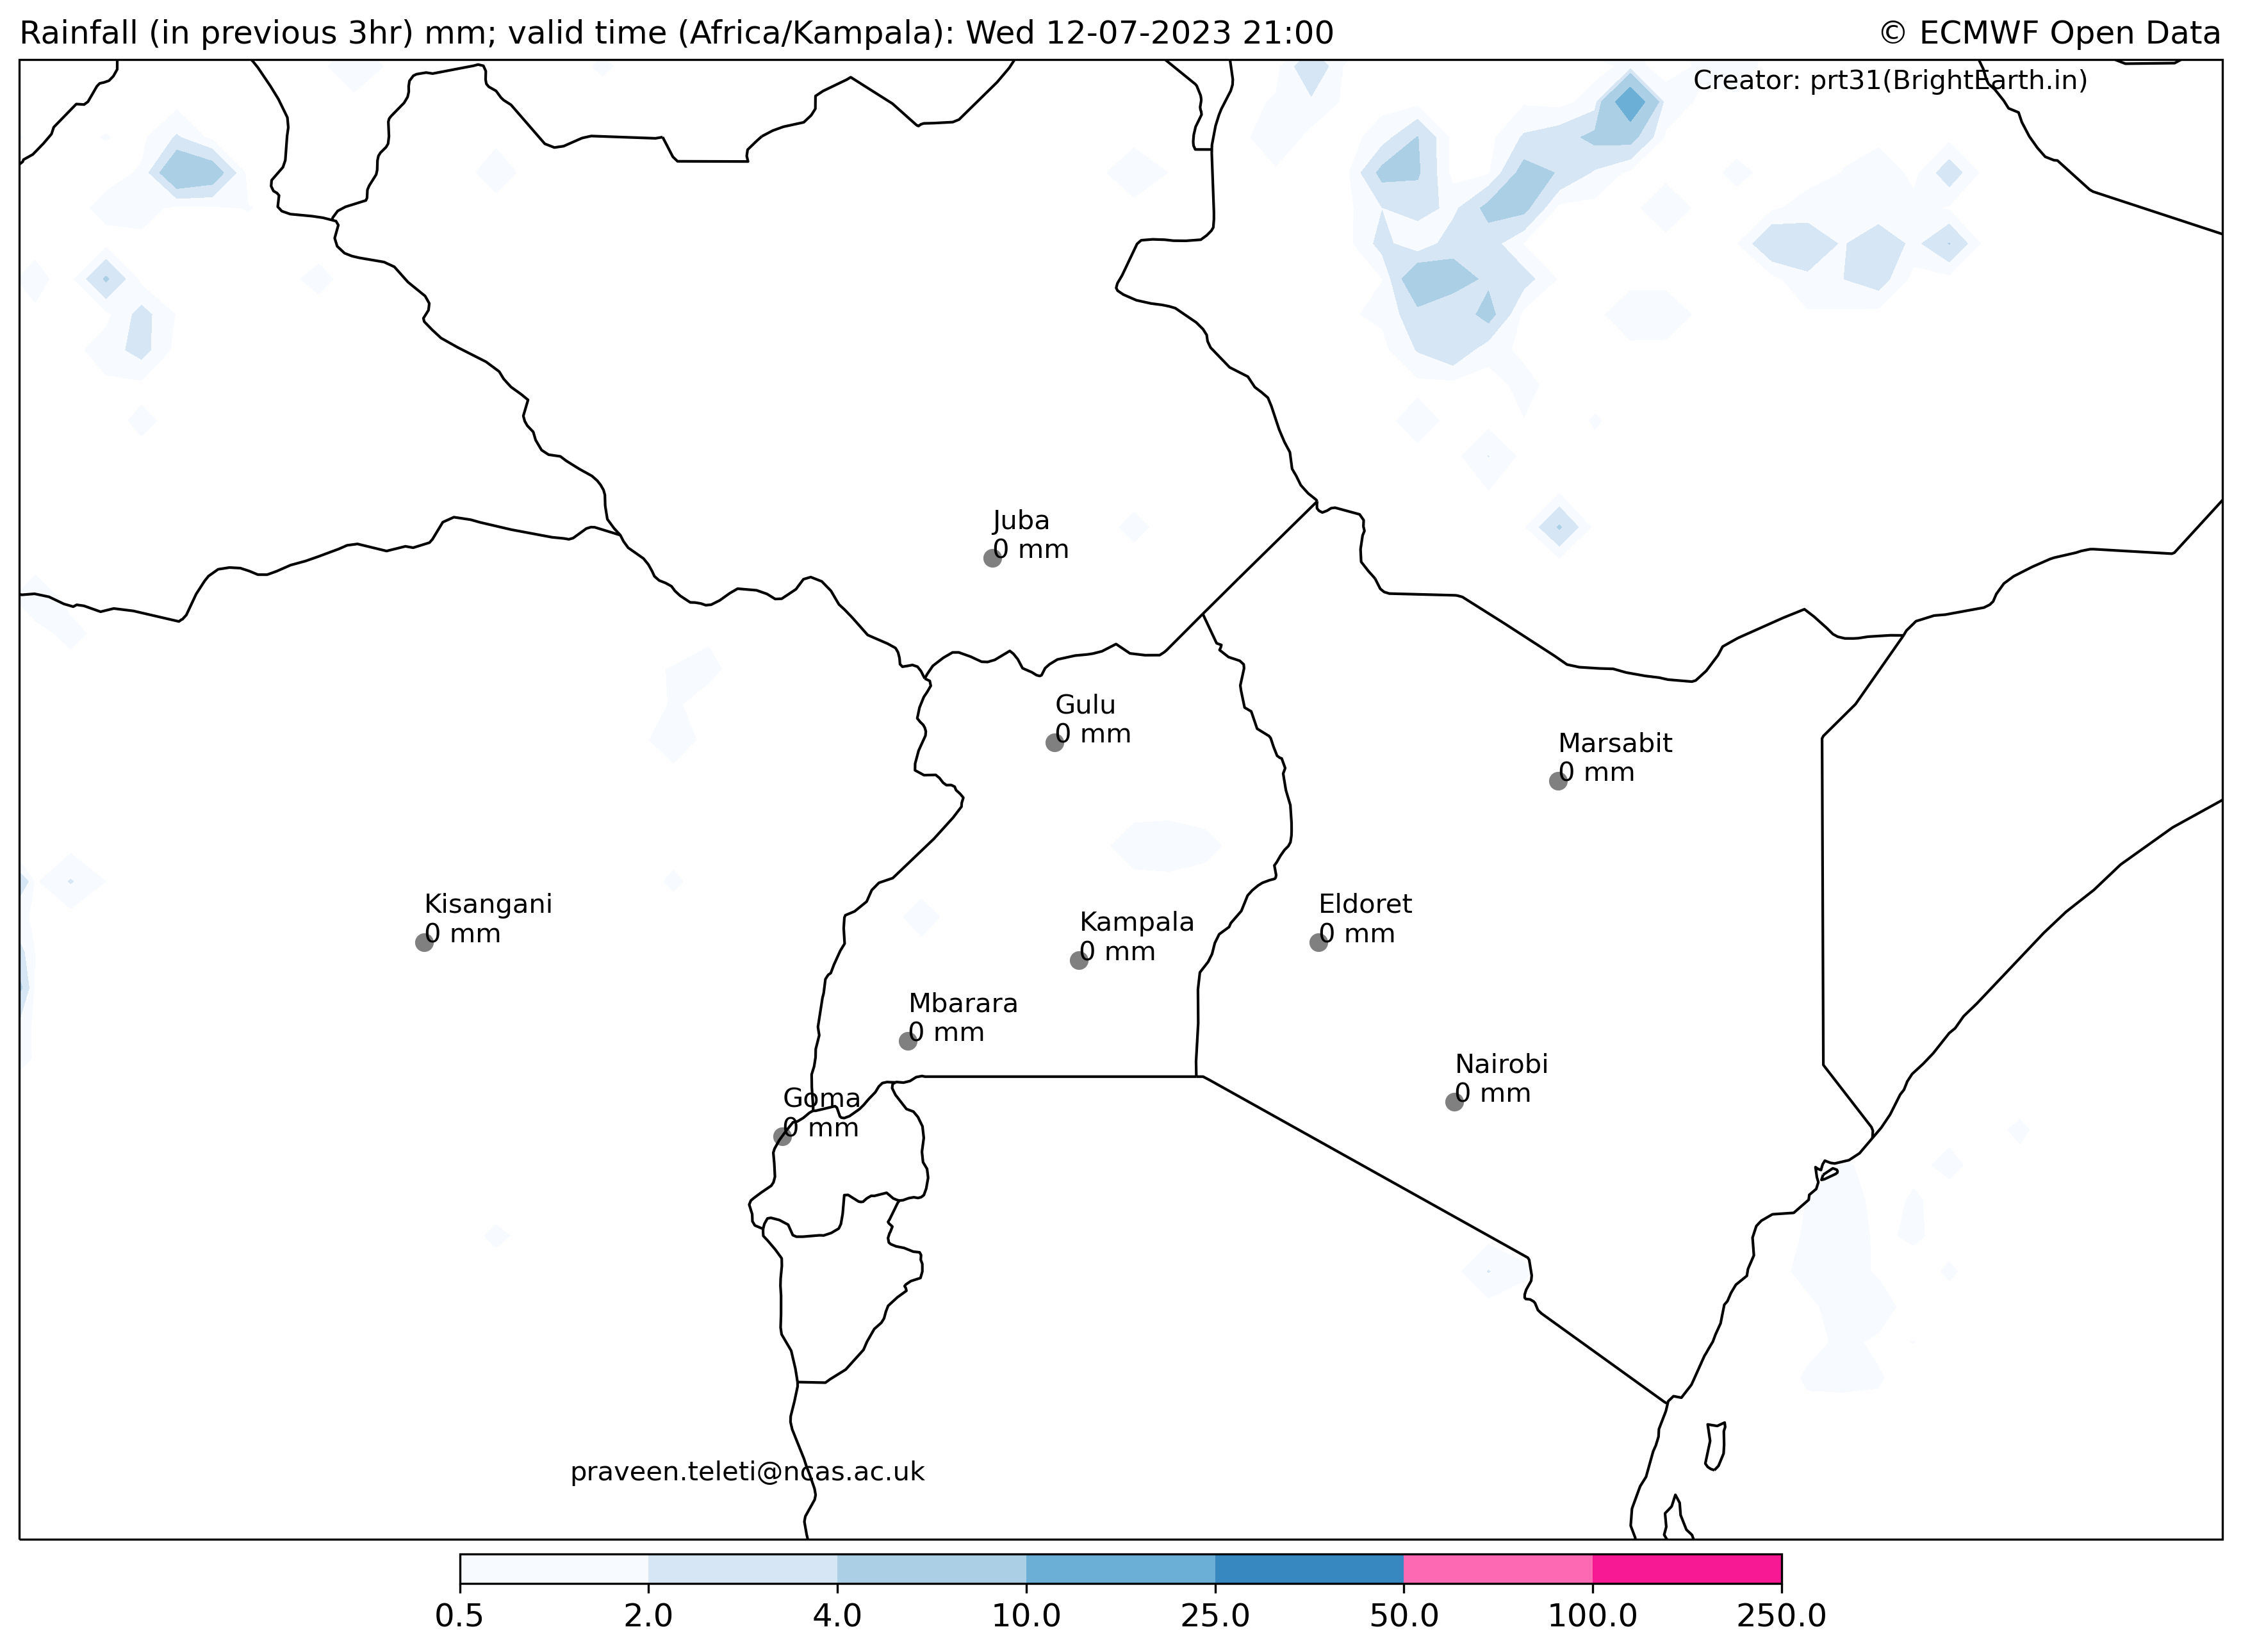 Rainfall (in previous 3hr) mm; valid time (Africa/Kampala): Wed 12-07-2023 21:00
© ECMWF Open Data
Creator: prt31(BrightEarth.in)
Juba
0 mm
Gulu
0 mm
Marsabit
0 mm
Kisangani
0 mm
Kampala
0 mm
Eldoret
0 mm
Mbarara
0 mm
Nairobi
0 mm
Goma
0 mm
praveen.teleti@ncas.ac.uk
0.5 2.0 4.0 10.0 25.0 50.0 100.0 250.0